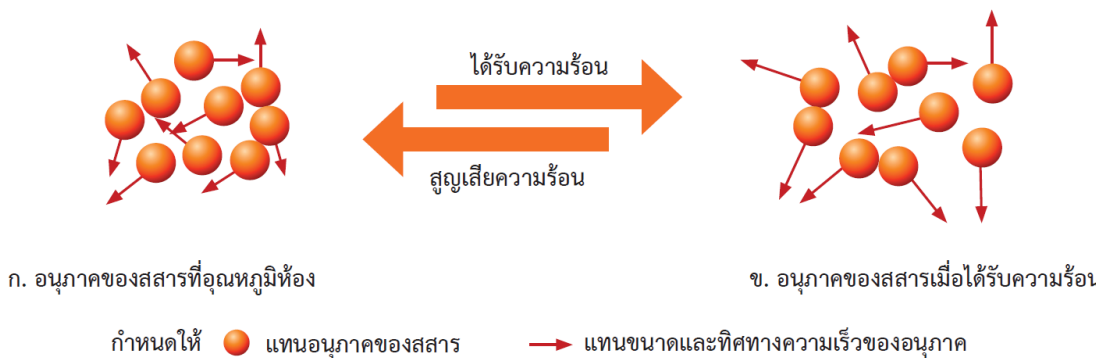 ได้รับความร้อน
สูญเสียความร้อน
ก. อนุภาคของสสารที่อุณหภูมิห้อง
ข. อนุภาคของสสารเมื่อได้รับความร้อน
กำหนดให้ แทนอนุภาคของสสาร แทนขนาดและทิศทางความเร็วของอนุภาค